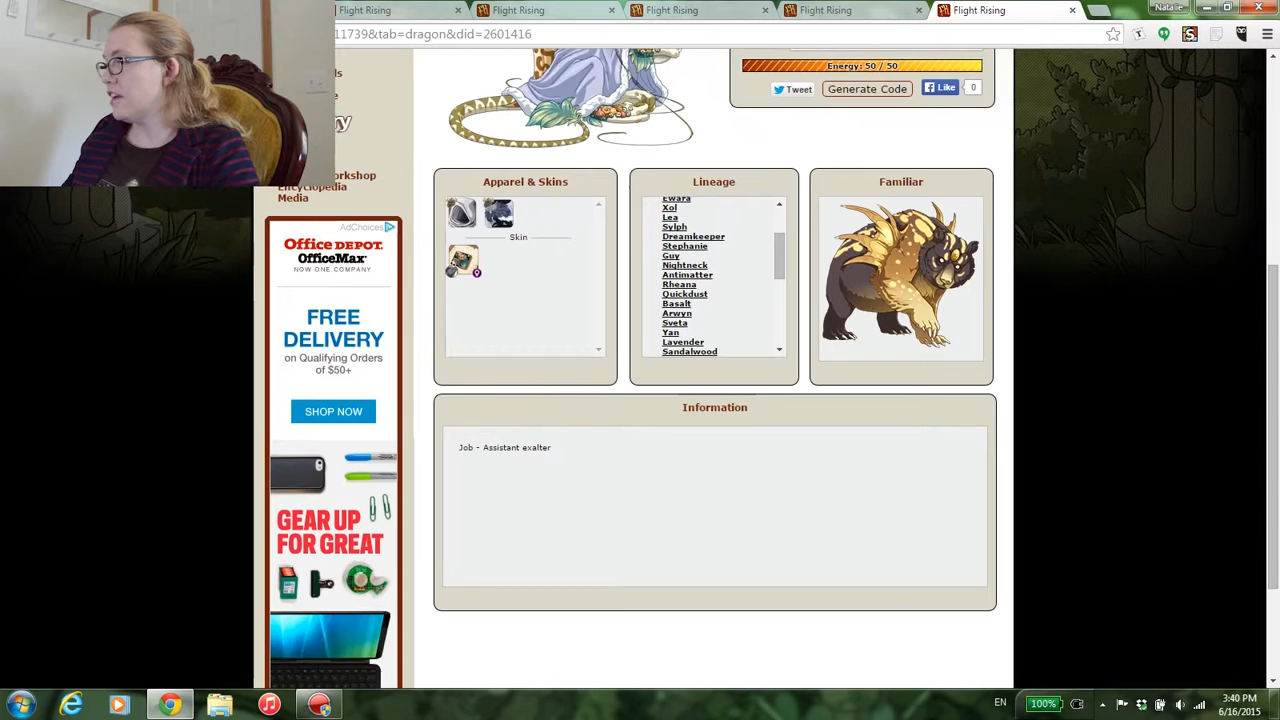 Flight Rising
Flight Rising
Flight Rising
Flight Rising
Flight Rising
Natalie
11739&tab=dragon&did=2601416
Energy: 50 / 50
Tweet
Generate Code
Like
0
Encyclopedia
Media
Apparel & Skins
Skin
Lineage
Ewara
Xol
Lea
Sylph
Dreamkeeper
Stephanie
Guy
Nightneck
Antimatter
Rheana
Quickdust
Basalt
Arwyn
Sveta
Yan
Lavender
Sandalwood
Familiar
AdChoices
Office DEPOT.
OfficeMax
NOW ONE COMPANY
FREE
DELIVERY
on Qualifying Orders
of $50+
SHOP NOW
GEAR UP
FOR GREAT
Information
Job - Assistant exalter
EN
100%
3:40 PM
6/16/2015